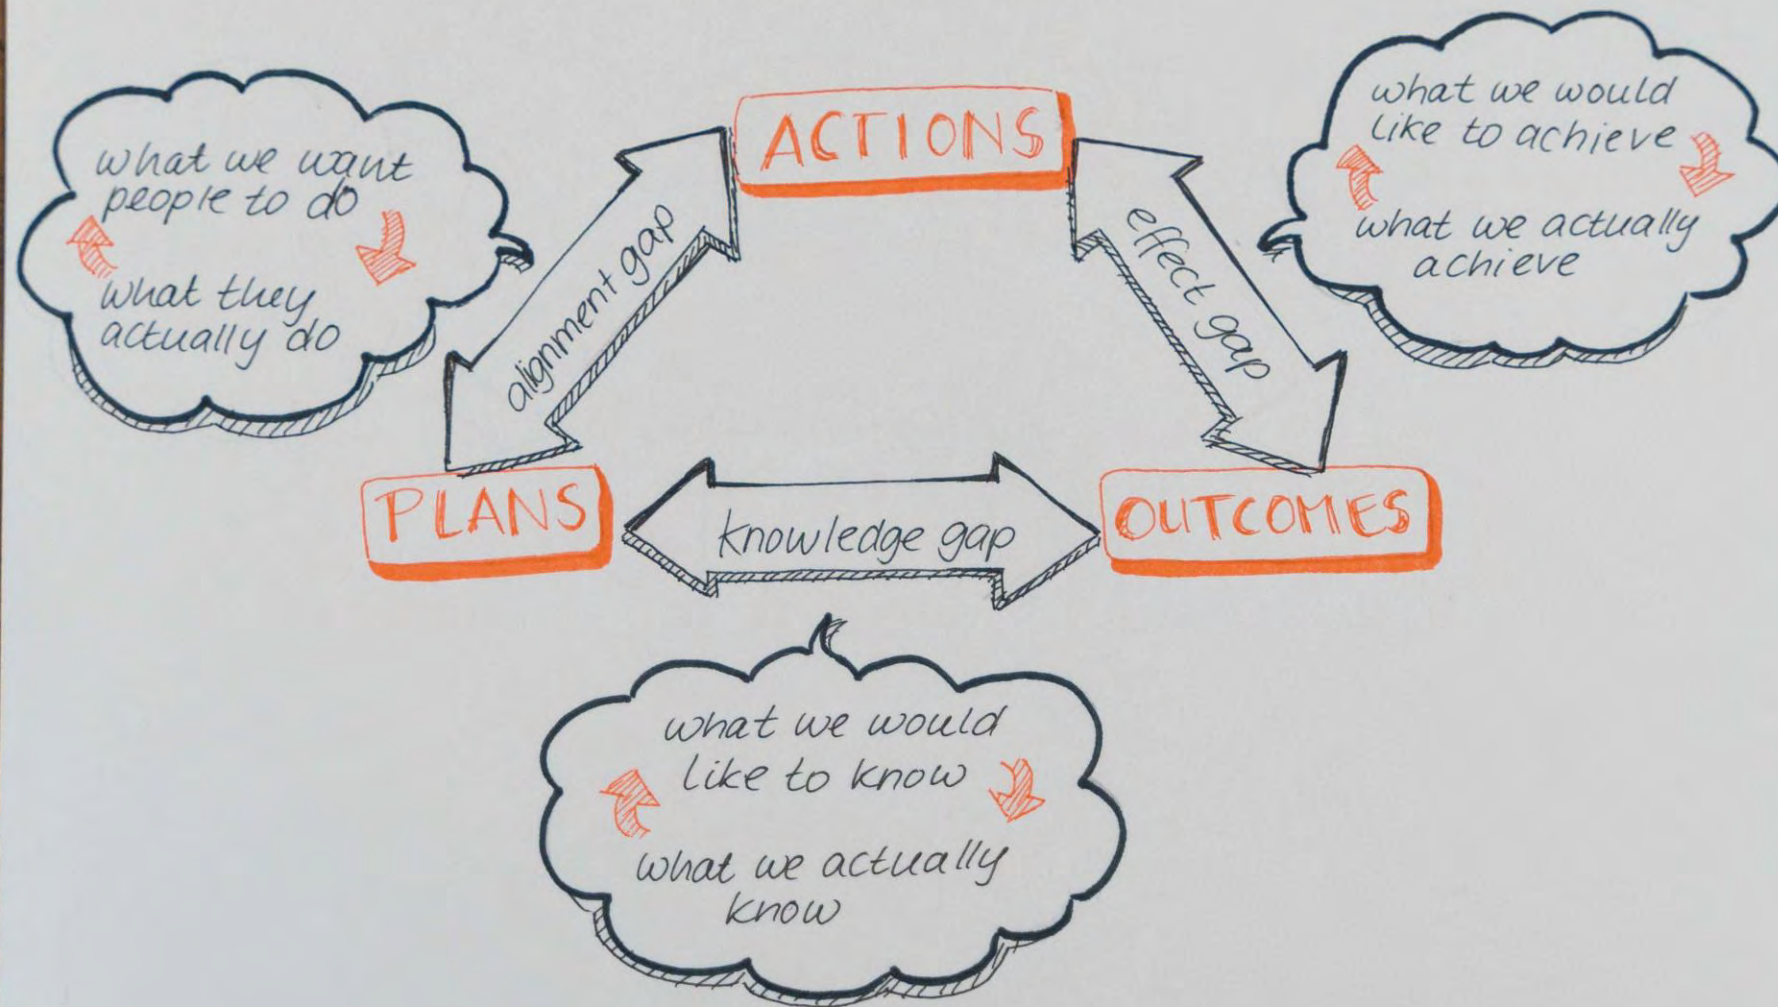 ACTIONS
what we want
people to do
what they
actually do
alignment gap
effect gap
what we would
like to achieve
what we actually
achieve
PLANS
knowledge gap
OUTCOMES
what we would
like to know
what we actually
know